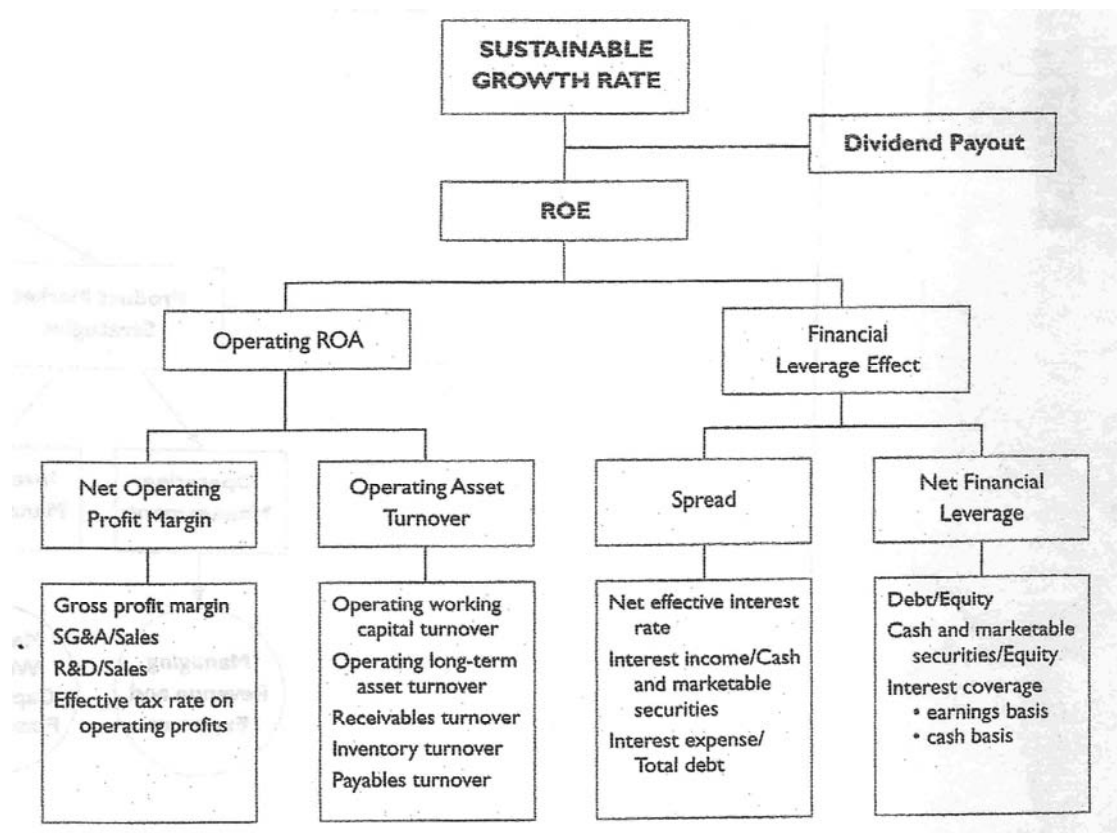 SUSTAINABLE
GROWTH RATE
Dividend Payout
ROE
Operating ROA
Financial
Leverage Effect
Net Operating
Profit Margin
Operating Asset
Turnover
Spread
Net Financial
Leverage
Gross profit margin
SG&A/Sales
R&D/Sales
Effective tax rate on
operating profits
Operating working
capital turnover
Operating long-term
asset turnover
Receivables turnover
Inventory turnover
Payables turnover
Net effective interest
rate
Interest income/Cash
and marketable
securities
Interest expense/
Total debt
Debt/Equity
Cash and marketable
securities/Equity
Interest coverage
• earnings basis
• cash basis